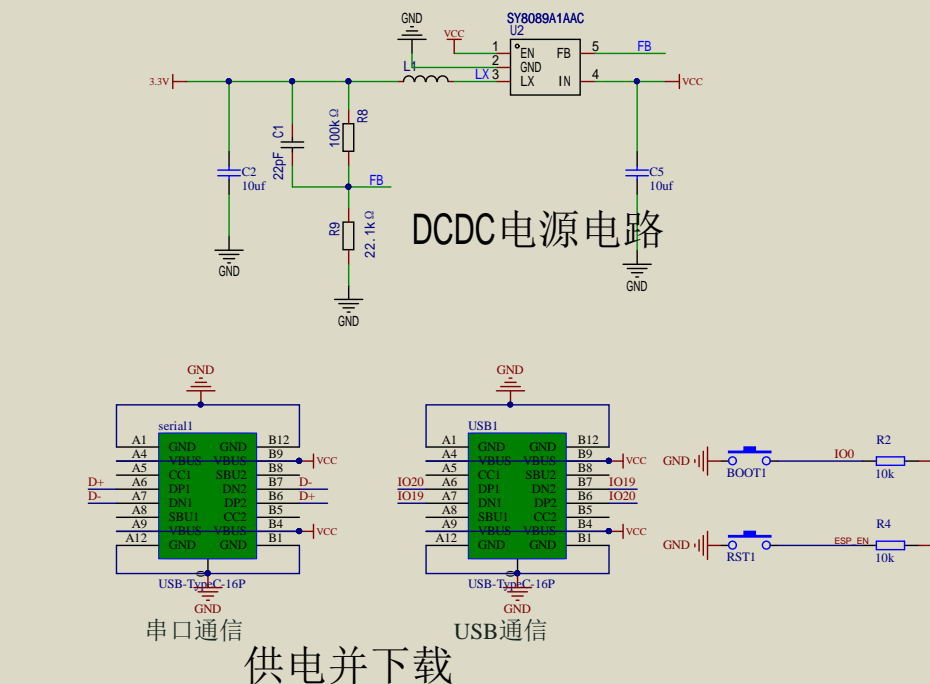 GND
SY8089A1AAC
U2
VCC
1 EN FB 5 FB
2 GND
3.3V L1 LX 3 LX IN 4 VCC
C1
22pF
100kΩ
R8
C2
10uf
C5
10uf
FB
R9
22.1kΩ
DCDC电源电路
GND
GND
GND
GND
serial1
A1 GND GND B12
A4 VBUS VBUS B9 VCC
A5 CC1 SBU2 B8
D+ A6 DP1 DN2 B7 D-
D- A7 DN1 DP2 B6 D+
A8 SBU1 CC2 B5
A9 VBUS VBUS B4 VCC
A12 GND GND B1
USB-TypeC-16P
GND
串口通信
GND
USB1
A1 GND GND B12
A4 VBUS VBUS B9 VCC
A5 CC1 SBU2 B8
IO20 A6 DP1 DN2 B7 IO19
IO19 A7 DN1 DP2 B6 IO20
A8 SBU1 CC2 B5
A9 VBUS VBUS B4 VCC
A12 GND GND B1
USB-TypeC-16P
GND
USB通信
GND BOOT1 IO0 R2
10k
GND RST1 ESP_EN R4
10k
供电并下载